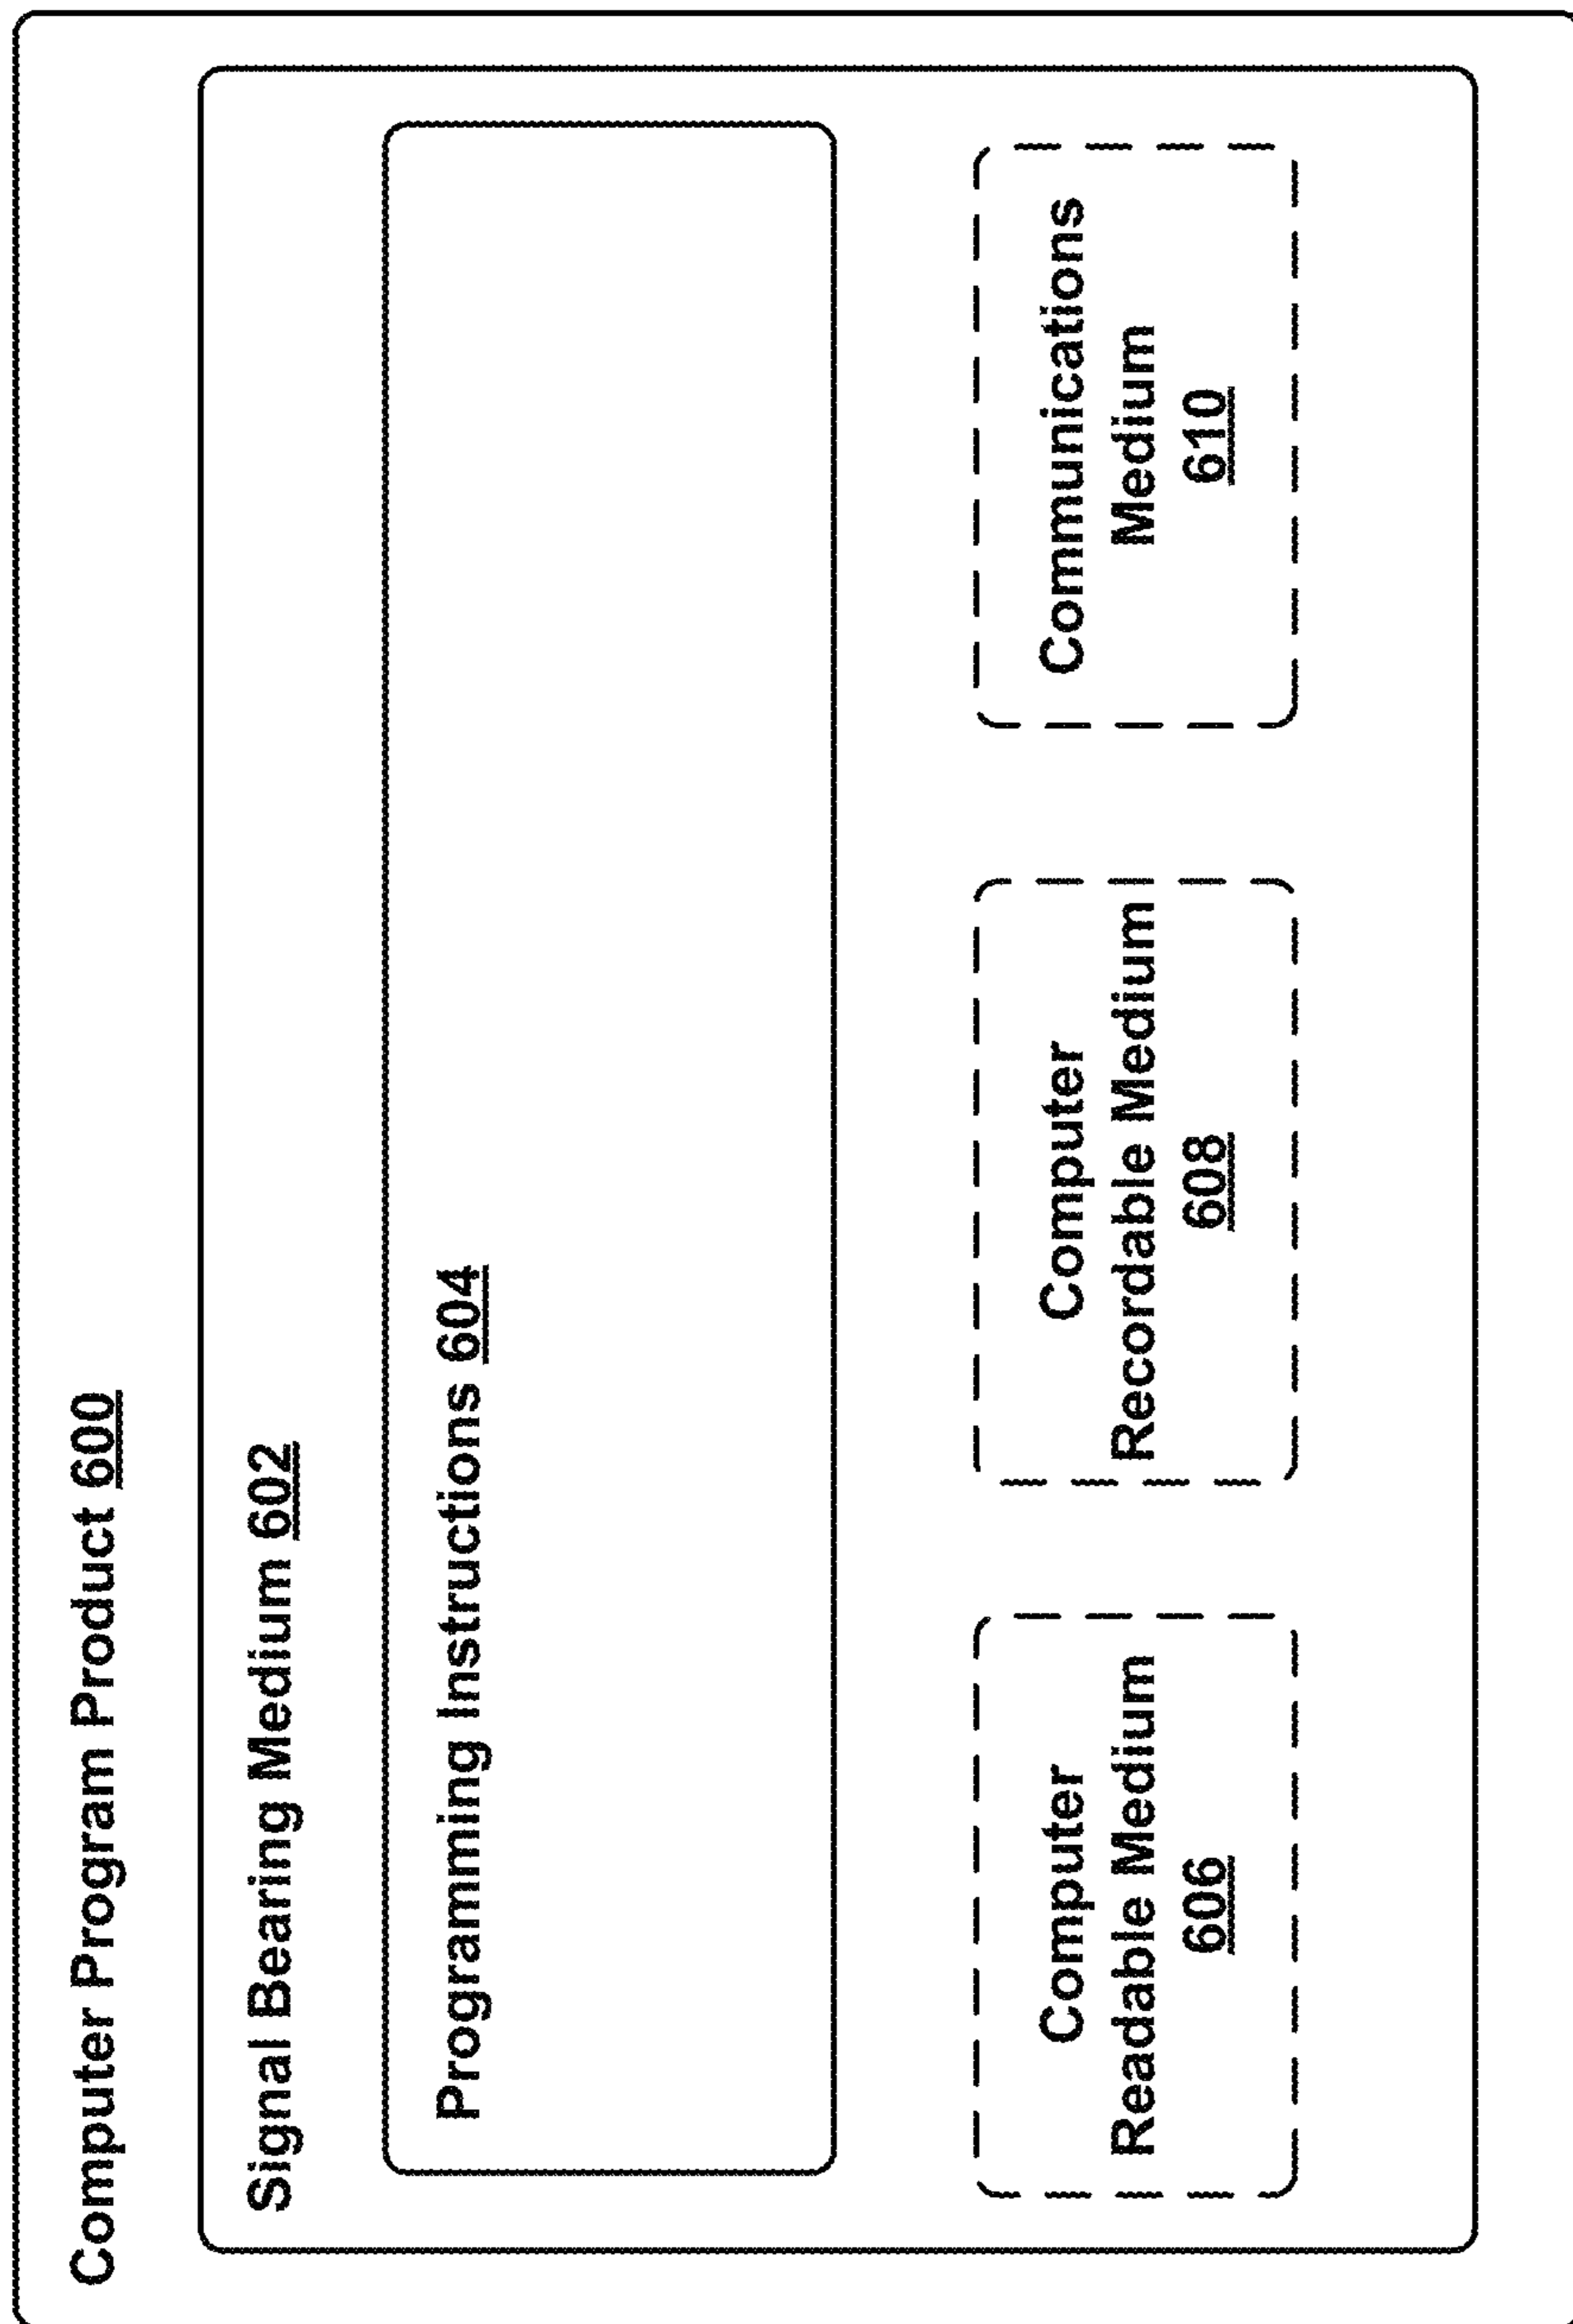 Computer Program Product 600
Signal Bearing Medium 602
Programming Instructions 604
Computer
Readable Medium
606
Computer
Recordable Medium
608
Communications
Medium
610